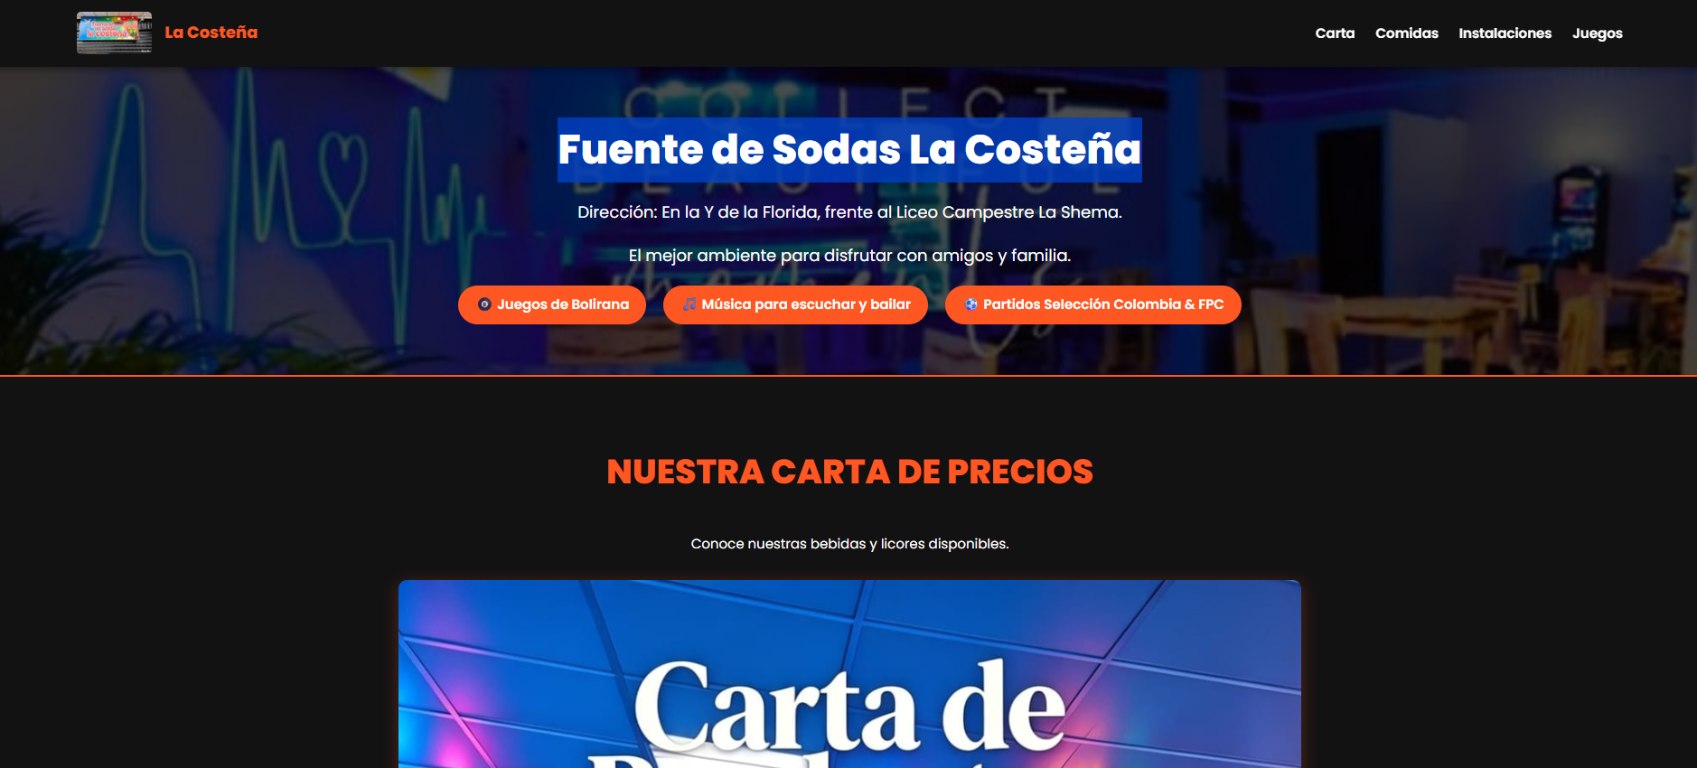 La Costeña
Carta Comidas Instalaciones Juegos
COLLECT
BEAUTIFUL
Fuente de Sodas La Costeña
Dirección: En la Y de la Florida, frente al Liceo Campestre La Shema.
El mejor ambiente para disfrutar con amigos y familia.
Juegos de Bolirana
Música para escuchar y bailar
Partidos Selección Colombia & FPC
NUESTRA CARTA DE PRECIOS
Conoce nuestras bebidas y licores disponibles.
Carta de